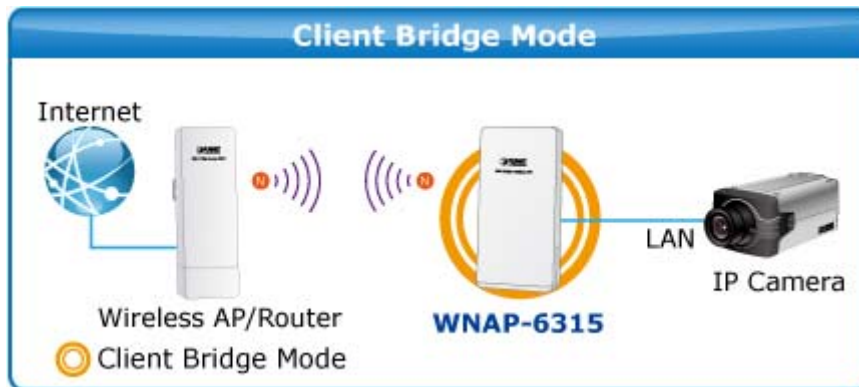 Client Bridge Mode
Internet
N
N
LAN
IP Camera
Wireless AP/Router
WNAP-6315
Client Bridge Mode